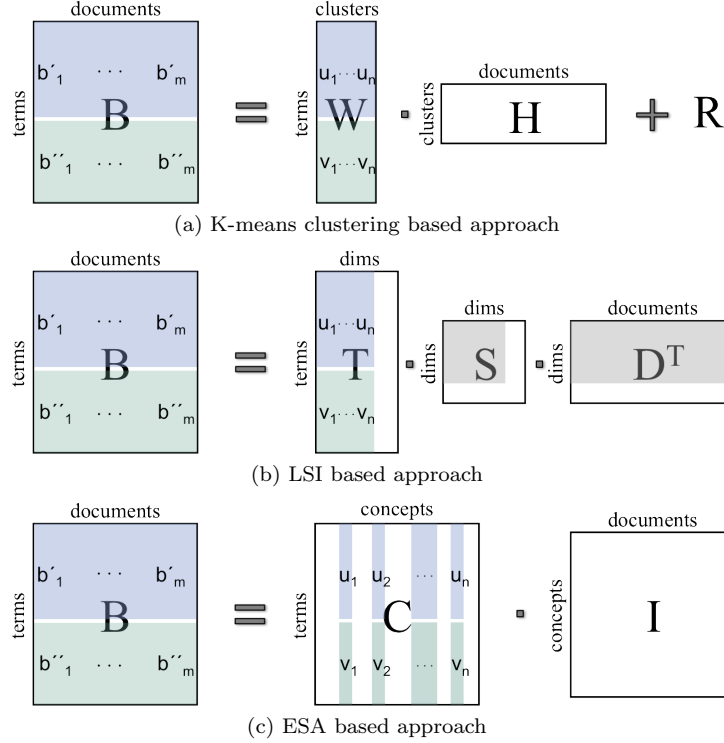 documents clusters
terms b´1 ··· b´m B b´´1 ··· b´´m = terms u1···un W v1···vn · clusters documents H + R
(a) K-means clustering based approach
documents dims
terms b´1 ··· b´m B b´´1 ··· b´´m = terms u1···un T v1···vn · dims dims S · dims documents D^T
(b) LSI based approach
documents concepts
terms b´1 ··· b´m B b´´1 ··· b´´m = terms u1 u2 ··· un C v1 v2 ··· vn · concepts documents I
(c) ESA based approach